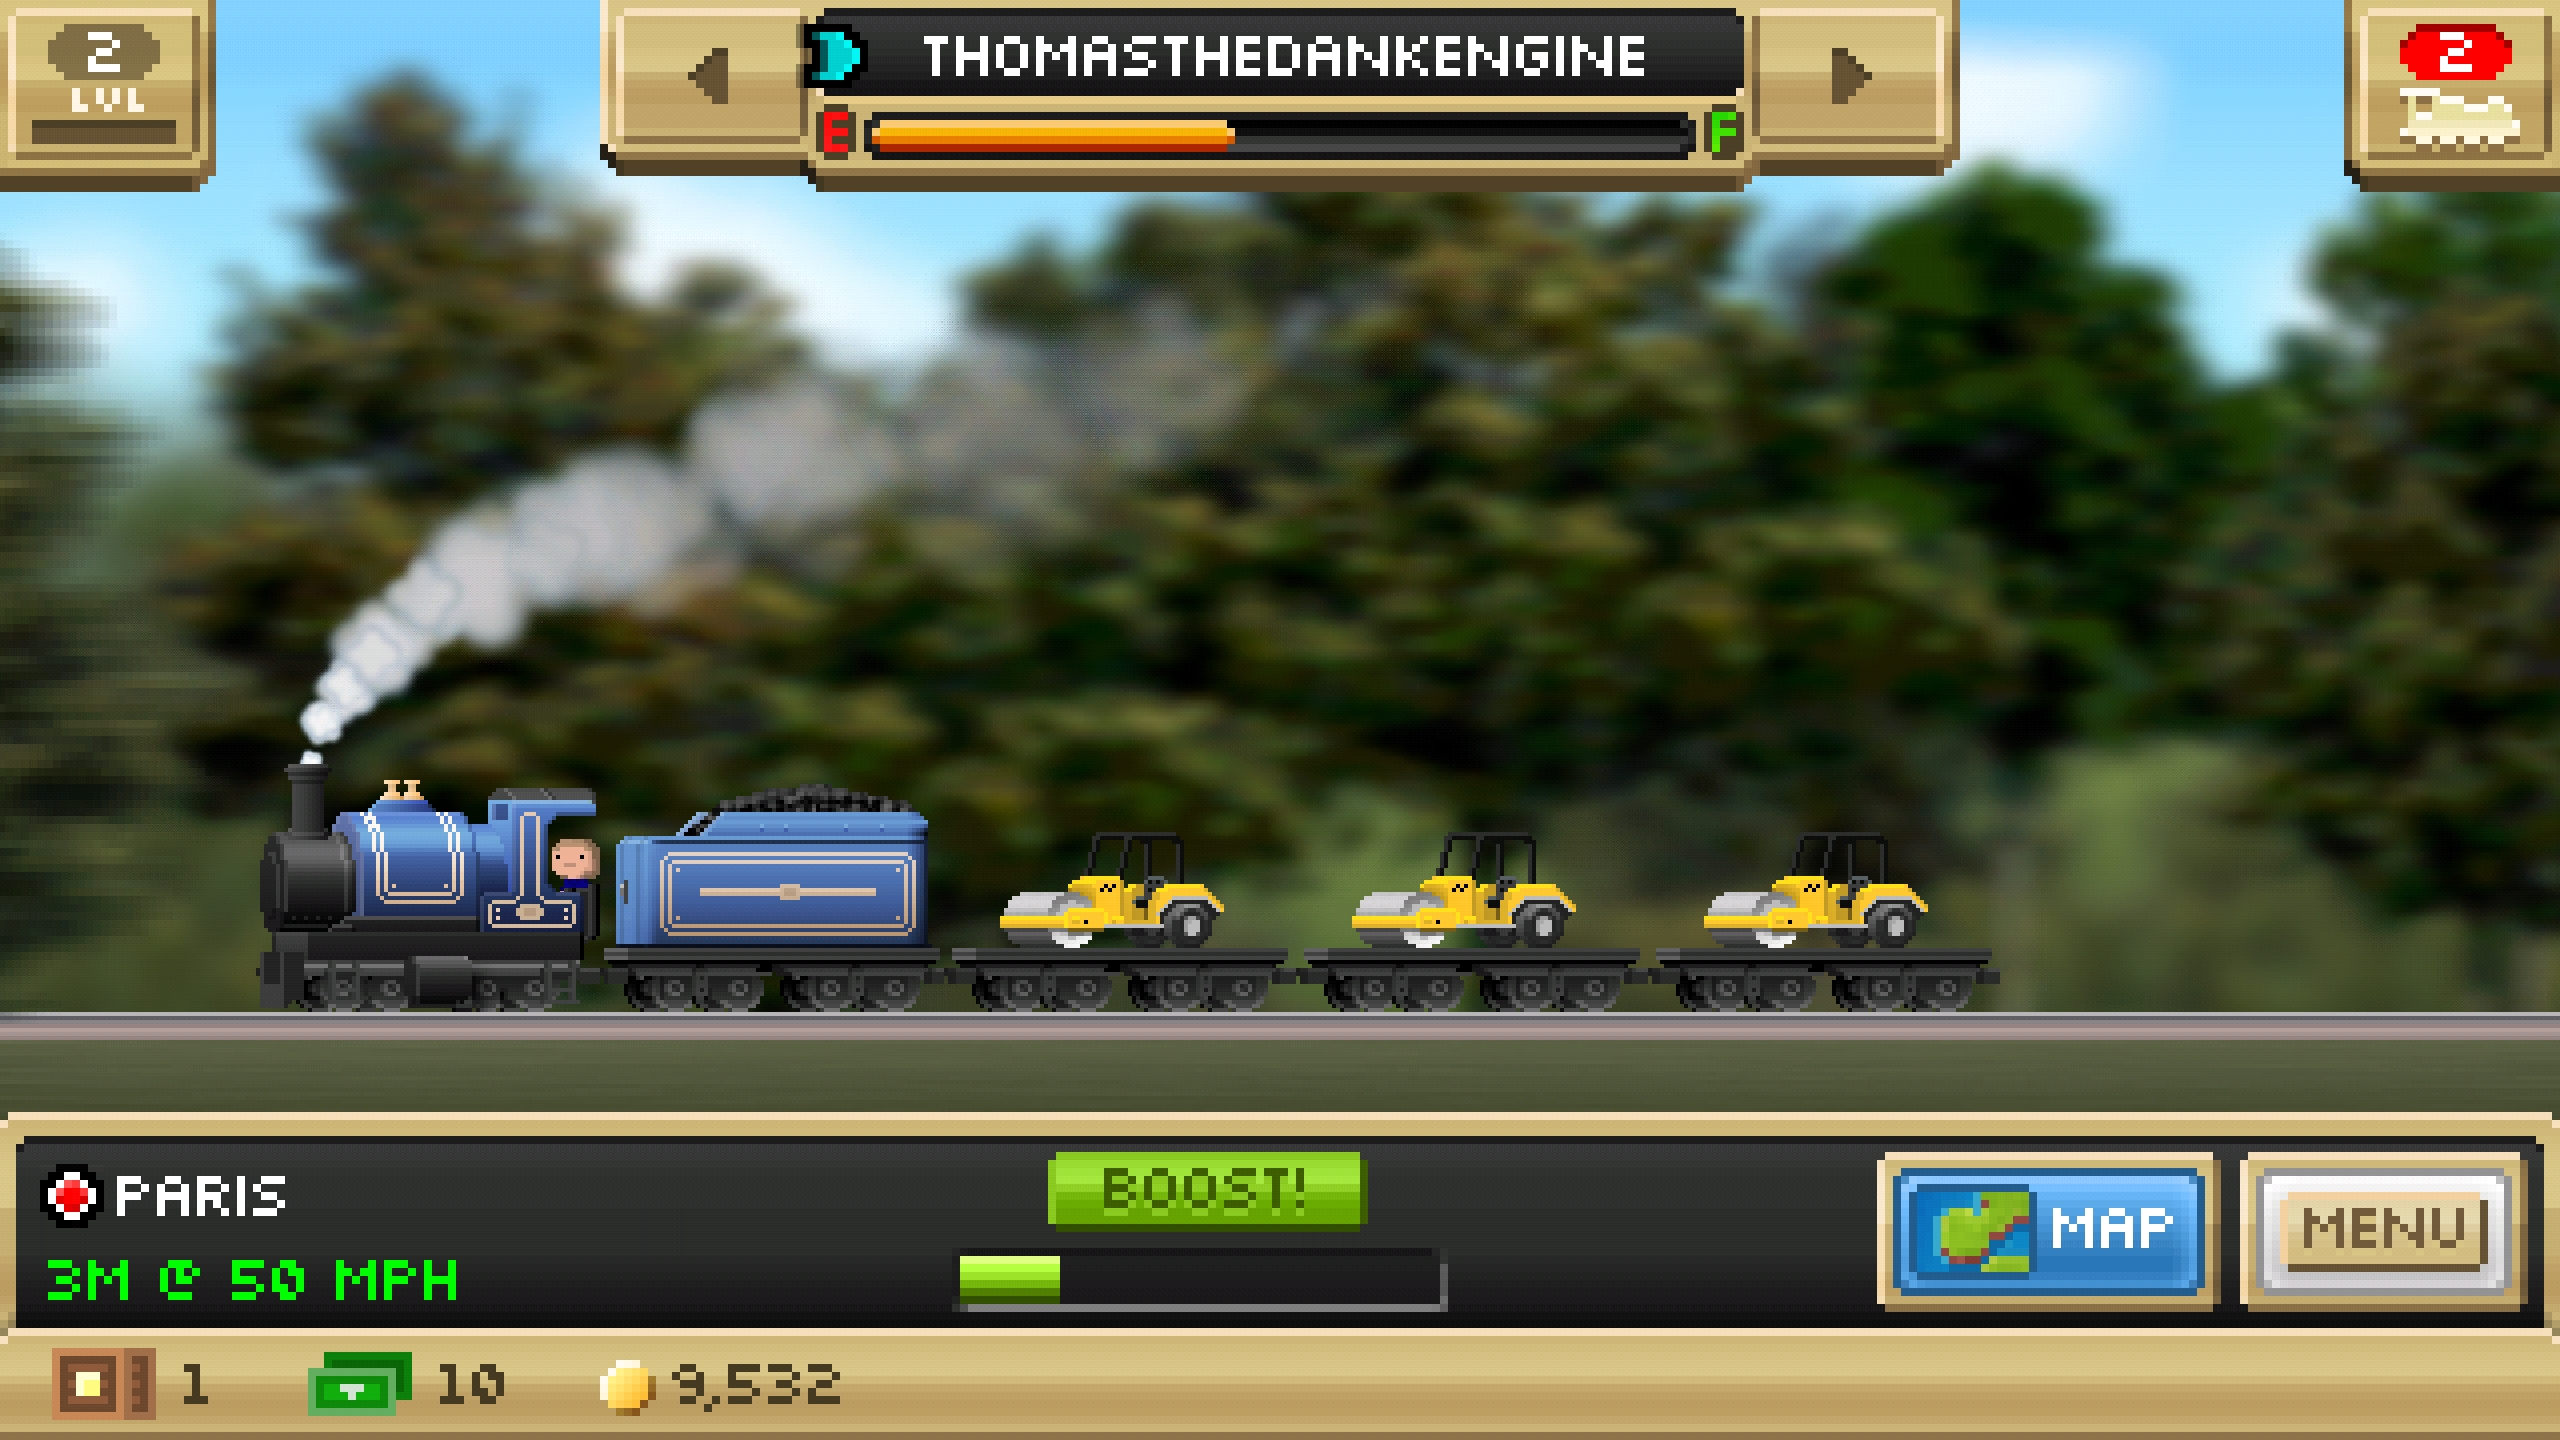 2
LVL
THOMASTHEDANKENGINE
E
F
2
PARIS
3M @ 50 MPH
BOOST!
MAP
MENU
1
10
9,532